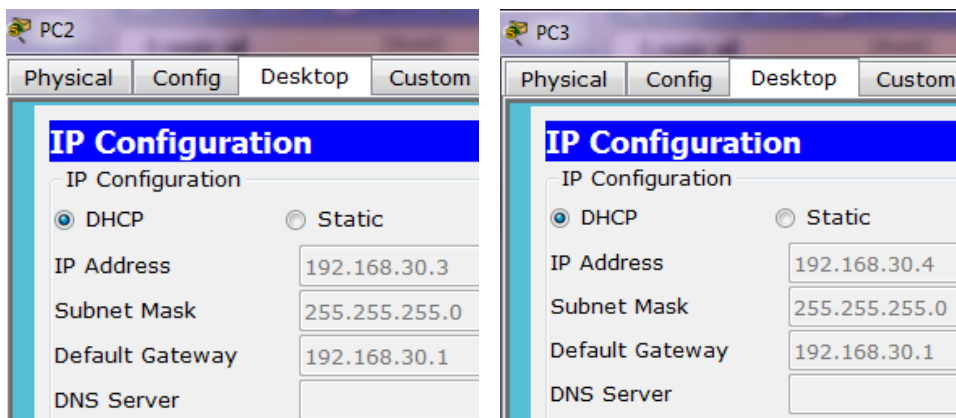 PC2
Physical Config Desktop Custom
IP Configuration
IP Configuration
DHCP Static
IP Address 192.168.30.3
Subnet Mask 255.255.255.0
Default Gateway 192.168.30.1
DNS Server
PC3
Physical Config Desktop Custom
IP Configuration
IP Configuration
DHCP Static
IP Address 192.168.30.4
Subnet Mask 255.255.255.0
Default Gateway 192.168.30.1
DNS Server